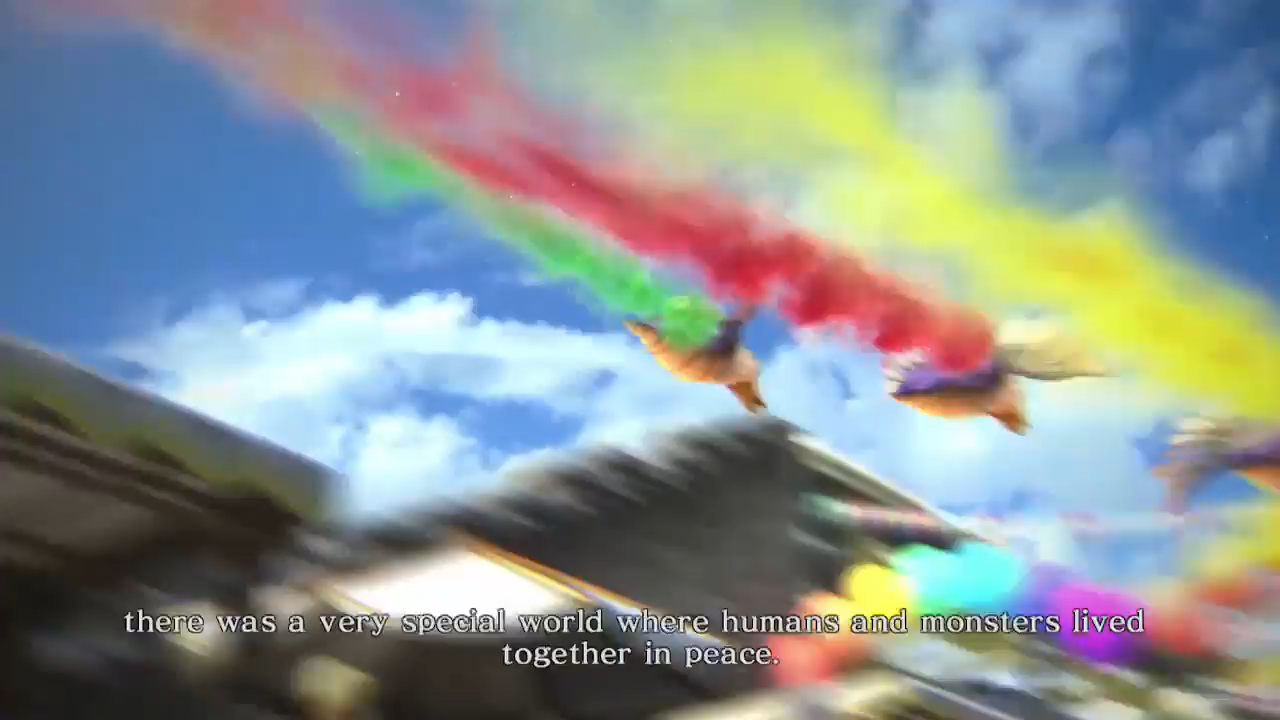 there was a very special world where humans and monsters lived
together in peace.